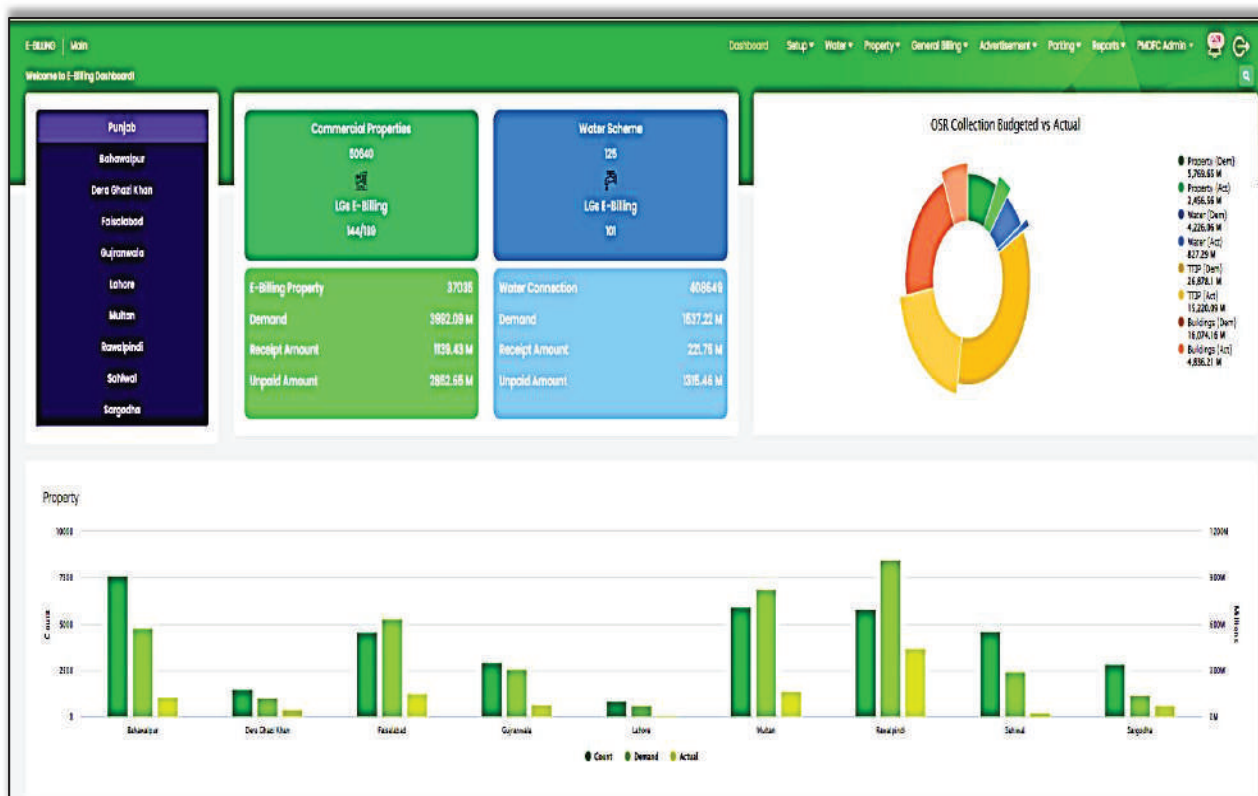 E-BILLING | Main
Dashboard Setup Water Property General Billing Advertisement Parking Reports PMDFC Admin
Welcome to E-Billing Dashboard!
Punjab
Bahawalpur
Dera Ghazi Khan
Faisalabad
Gujranwala
Lahore
Multan
Rawalpindi
Sahiwal
Sargodha
Commercial Properties
50640
LGs E-Billing
144/189
Water Scheme
125
LGs E-Billing
101
E-Billing Property 37035
Demand 3992.09 M
Receipt Amount 1139.43 M
Unpaid Amount 2852.65 M
Water Connection 408649
Demand 1537.22 M
Receipt Amount 221.76 M
Unpaid Amount 1315.46 M
OSR Collection Budgeted vs Actual
Property (Dem)
5,769.65 M
Property (Act)
2,456.56 M
Water (Dem)
4,226.06 M
Water (Act)
827.29 M
TTIP (Dem)
26,878.1 M
TTIP (Act)
15,220.09 M
Buildings (Dem)
16,074.16 M
Buildings (Act)
4,836.21 M
Property
10000
7500
5000
2500
0
Count
1200M
900M
600M
300M
0M
Millions
Bahawalpur Dera Ghazi Khan Faisalabad Gujranwala Lahore Multan Rawalpindi Sahiwal Sargodha
Count Demand Actual